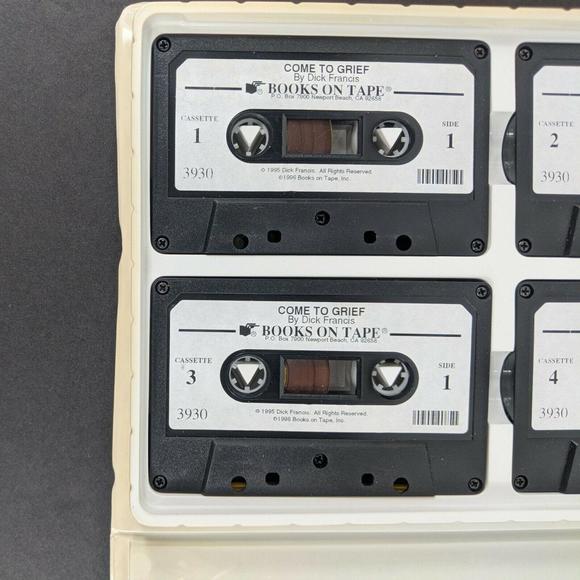 COME TO GRIEF
By Dick Francis
BOOKS ON TAPE®
P.O. Box 7900 Newport Beach, CA 92658
CASSETTE
1
SIDE
1
© 1995 Dick Francis. All Rights Reserved.
℗1996 Books on Tape, Inc.
3930
CASSETTE
2
3930
COME TO GRIEF
By Dick Francis
BOOKS ON TAPE®
P.O. Box 7900 Newport Beach, CA 92658
CASSETTE
3
SIDE
1
© 1995 Dick Francis. All Rights Reserved.
℗1996 Books on Tape, Inc.
3930
CASSETTE
4
3930